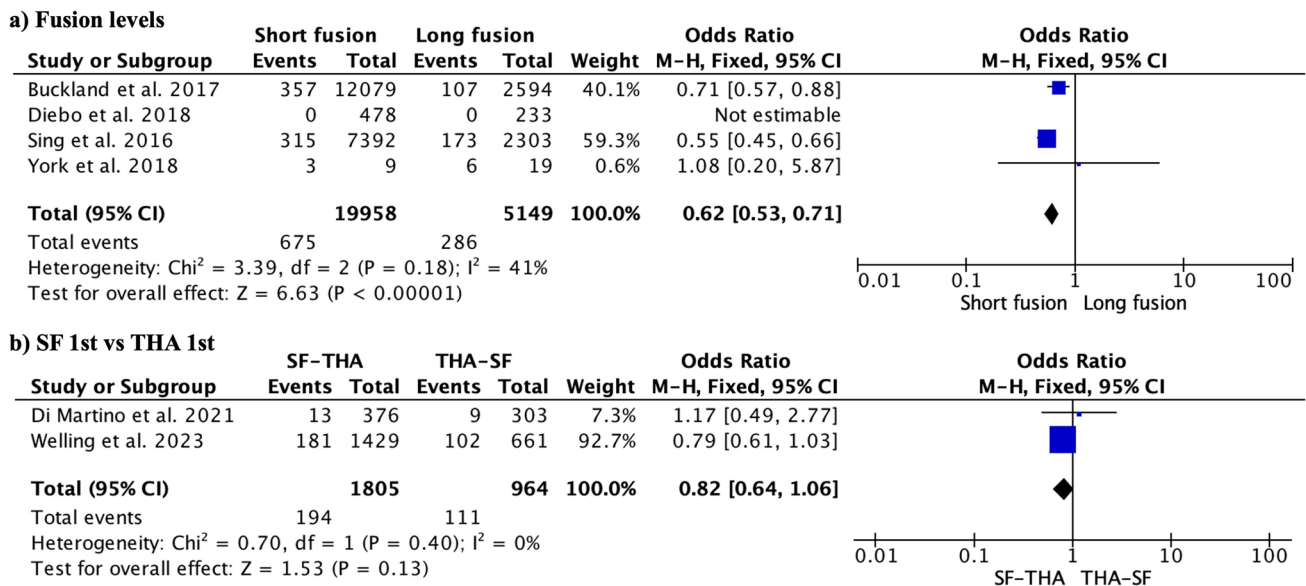 a) Fusion levels
Short fusion Long fusion Odds Ratio Odds Ratio
Study or Subgroup Events Total Events Total Weight M-H, Fixed, 95% CI M-H, Fixed, 95% CI
Buckland et al. 2017 357 12079 107 2594 40.1% 0.71 [0.57, 0.88]
Diebo et al. 2018 0 478 0 233 Not estimable
Sing et al. 2016 315 7392 173 2303 59.3% 0.55 [0.45, 0.66]
York et al. 2018 3 9 6 19 0.6% 1.08 [0.20, 5.87]
Total (95% CI) 19958 5149 100.0% 0.62 [0.53, 0.71]
Total events 675 286
Heterogeneity: Chi² = 3.39, df = 2 (P = 0.18); I² = 41%
Test for overall effect: Z = 6.63 (P < 0.00001)
0.01 0.1 1 10 100
Short fusion Long fusion
b) SF 1st vs THA 1st
SF-THA THA-SF Odds Ratio Odds Ratio
Study or Subgroup Events Total Events Total Weight M-H, Fixed, 95% CI M-H, Fixed, 95% CI
Di Martino et al. 2021 13 376 9 303 7.3% 1.17 [0.49, 2.77]
Welling et al. 2023 181 1429 102 661 92.7% 0.79 [0.61, 1.03]
Total (95% CI) 1805 964 100.0% 0.82 [0.64, 1.06]
Total events 194 111
Heterogeneity: Chi² = 0.70, df = 1 (P = 0.40); I² = 0%
Test for overall effect: Z = 1.53 (P = 0.13)
0.01 0.1 1 10 100
SF-THA THA-SF